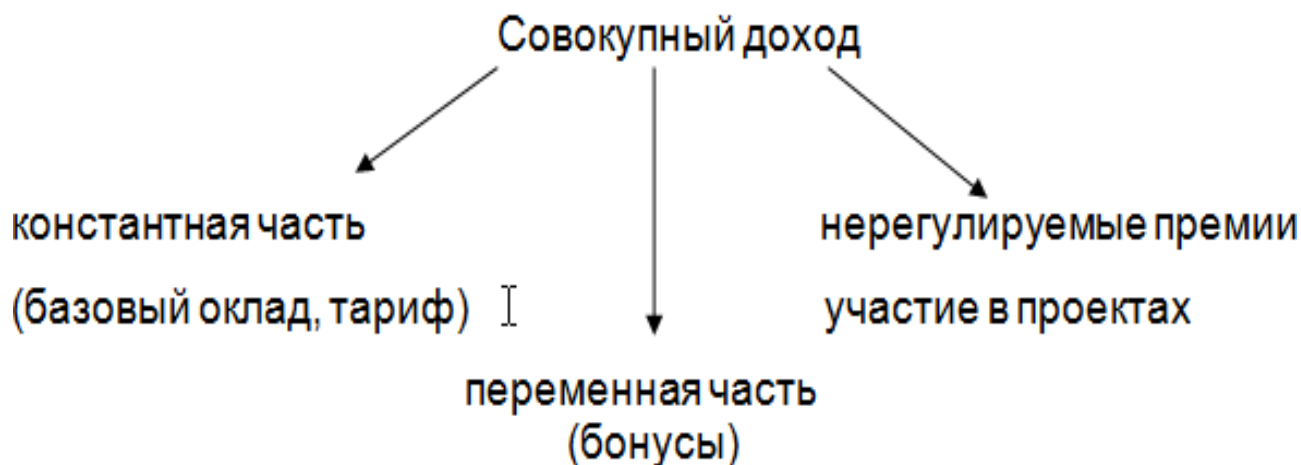 Совокупный доход
константная часть
(базовый оклад, тариф)
нерегулируемые премии
участие в проектах
переменная часть
(бонусы)